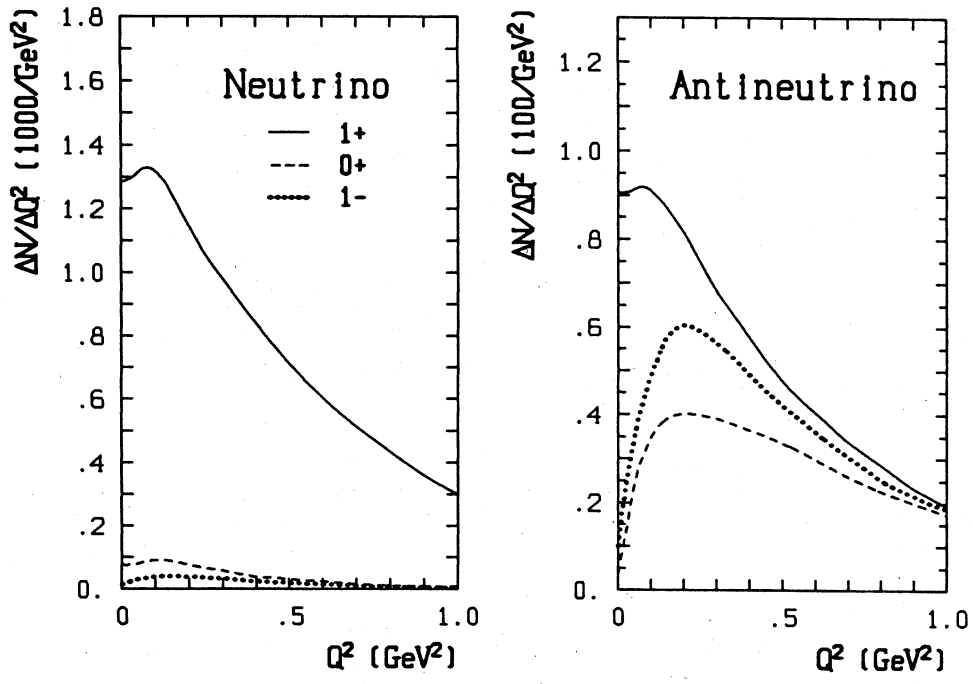 Neutrino
1+
0+
1-
ΔN/ΔQ² (1000/GeV²)
1.8
1.6
1.4
1.2
1.0
.8
.6
.4
.2
0.
0 .5 1.0
Q² (GeV²)
Antineutrino
ΔN/ΔQ² (100/GeV²)
1.2
1.0
.8
.6
.4
.2
0.
0 .5 1.0
Q² (GeV²)